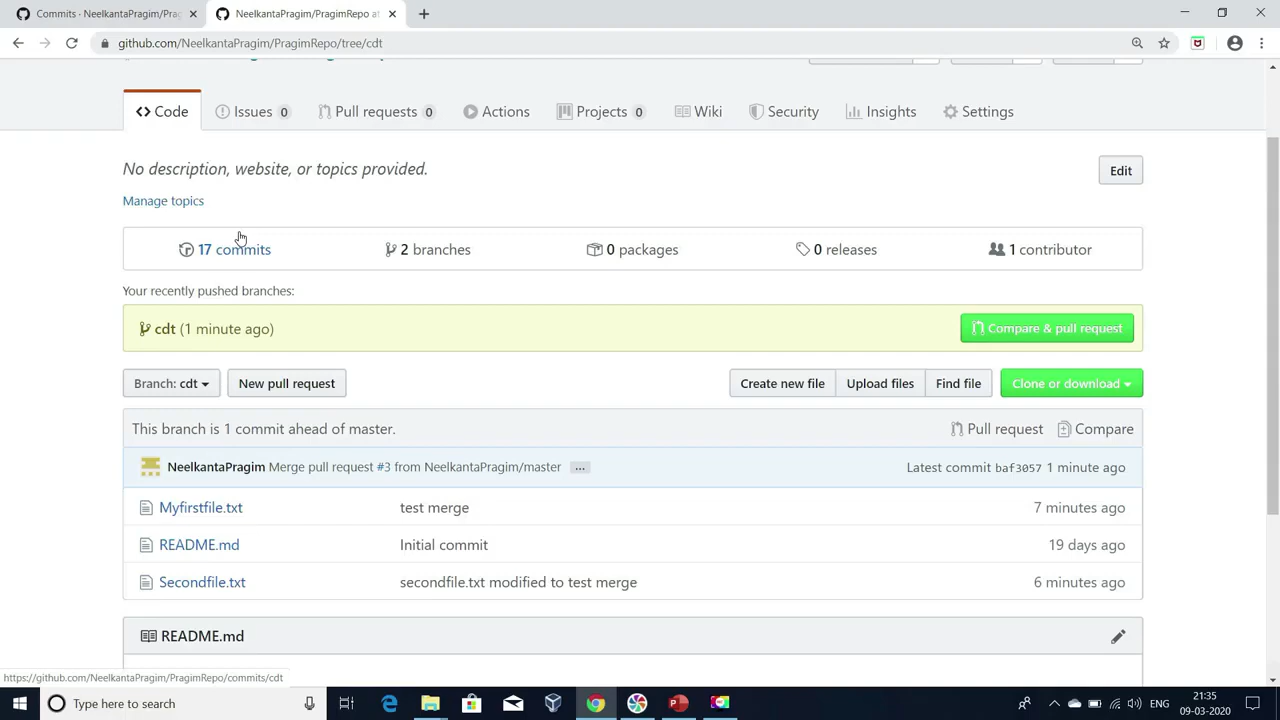 Commits · NeelkantaPragim/Prag
NeelkantaPragim/PragimRepo at
github.com/NeelkantaPragim/PragimRepo/tree/cdt
Code
Issues 0
Pull requests 0
Actions
Projects 0
Wiki
Security
Insights
Settings
No description, website, or topics provided.
Edit
Manage topics
17 commits
2 branches
0 packages
0 releases
1 contributor
Your recently pushed branches:
cdt (1 minute ago)
Compare & pull request
Branch: cdt
New pull request
Create new file
Upload files
Find file
Clone or download
This branch is 1 commit ahead of master.
Pull request
Compare
NeelkantaPragim Merge pull request #3 from NeelkantaPragim/master ...
Latest commit baf3057 1 minute ago
Myfirstfile.txt
test merge
7 minutes ago
README.md
Initial commit
19 days ago
Secondfile.txt
secondfile.txt modified to test merge
6 minutes ago
README.md
https://github.com/NeelkantaPragim/PragimRepo/commits/cdt
Type here to search
ENG
21:35
09-03-2020